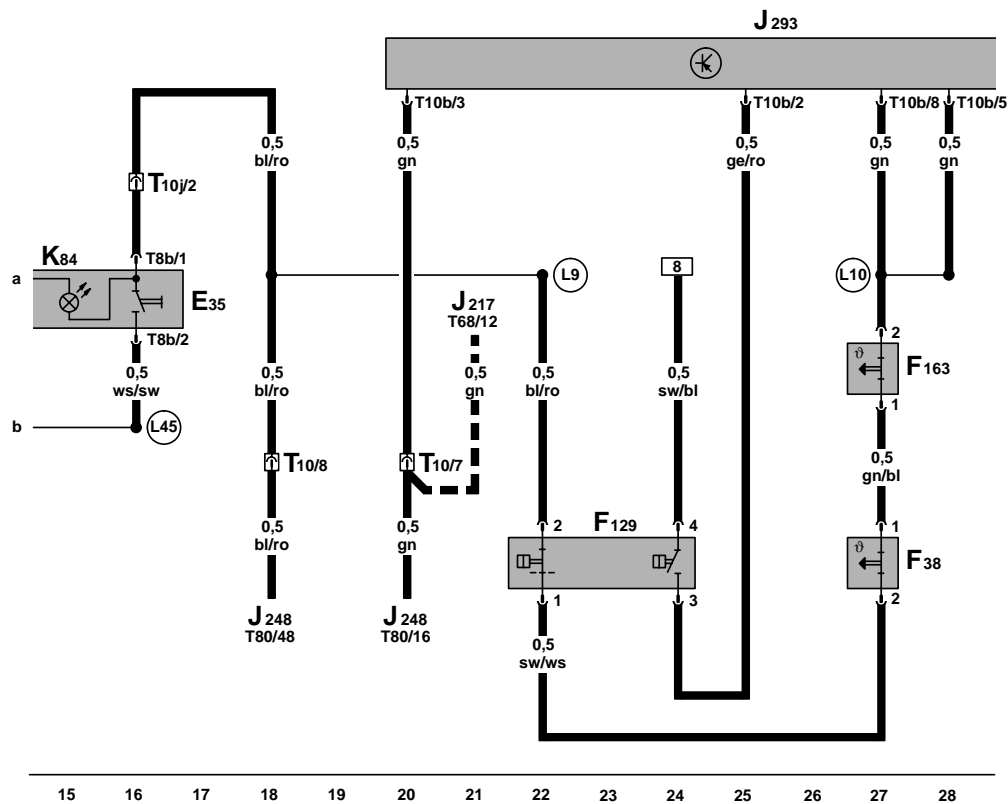 J 293
T10b/3
T10b/2
T10b/8
T10b/5
0,5
bl/ro
0,5
gn
0,5
ge/ro
0,5
gn
0,5
gn
T10j/2
K84
T8b/1
a
E35
T8b/2
L9
8
L10
J 217
T68/12
2
F163
1
0,5
ws/sw
0,5
bl/ro
0,5
gn
0,5
bl/ro
0,5
sw/bl
b
L45
T10/8
T10/7
0,5
gn/bl
0,5
bl/ro
0,5
gn
2
F129
4
1
F38
1
3
2
J 248
T80/48
J 248
T80/16
0,5
sw/ws
15 16 17 18 19 20 21 22 23 24 25 26 27 28